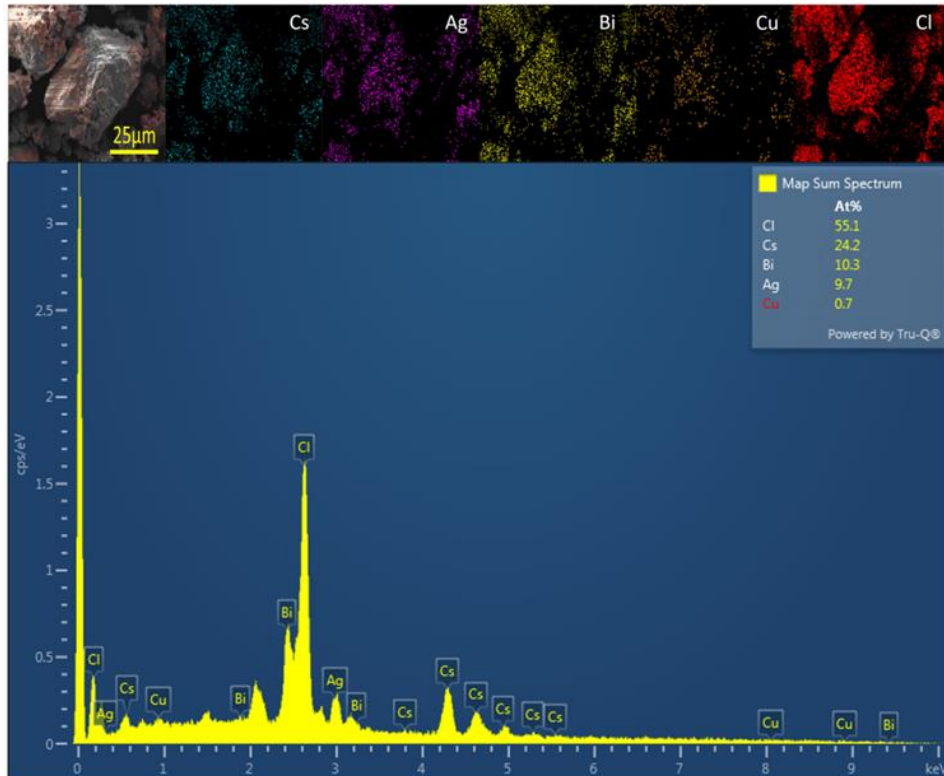 Cs
Ag
Bi
Cu
Cl
25μm
Map Sum Spectrum
At%
Cl 55.1
Cs 24.2
Bi 10.3
Ag 9.7
Cu 0.7
Powered by Tru-Q®
cps/eV
3
2.5
2
1.5
1
0.5
0
Cl
Ag
Cs
Cu
Bi
Bi
Cl
Ag
Bi
Cs
Cs
Cs
Cs
Cs
Cs
Cu
Cu
Bi
0 1 2 3 4 5 6 7 8 9 keV